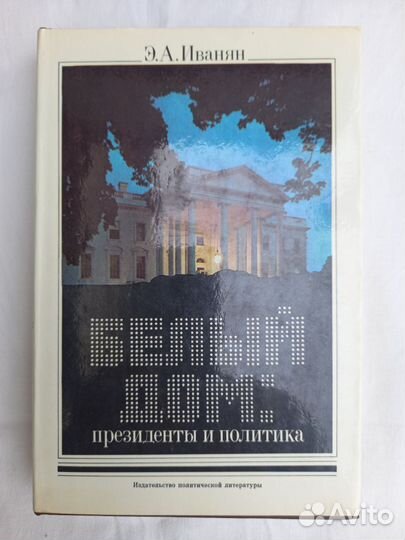 Э.А.Иванян
БЕЛЫЙ
ДОМ:
президенты и политика
Издательство политической литературы
Avito